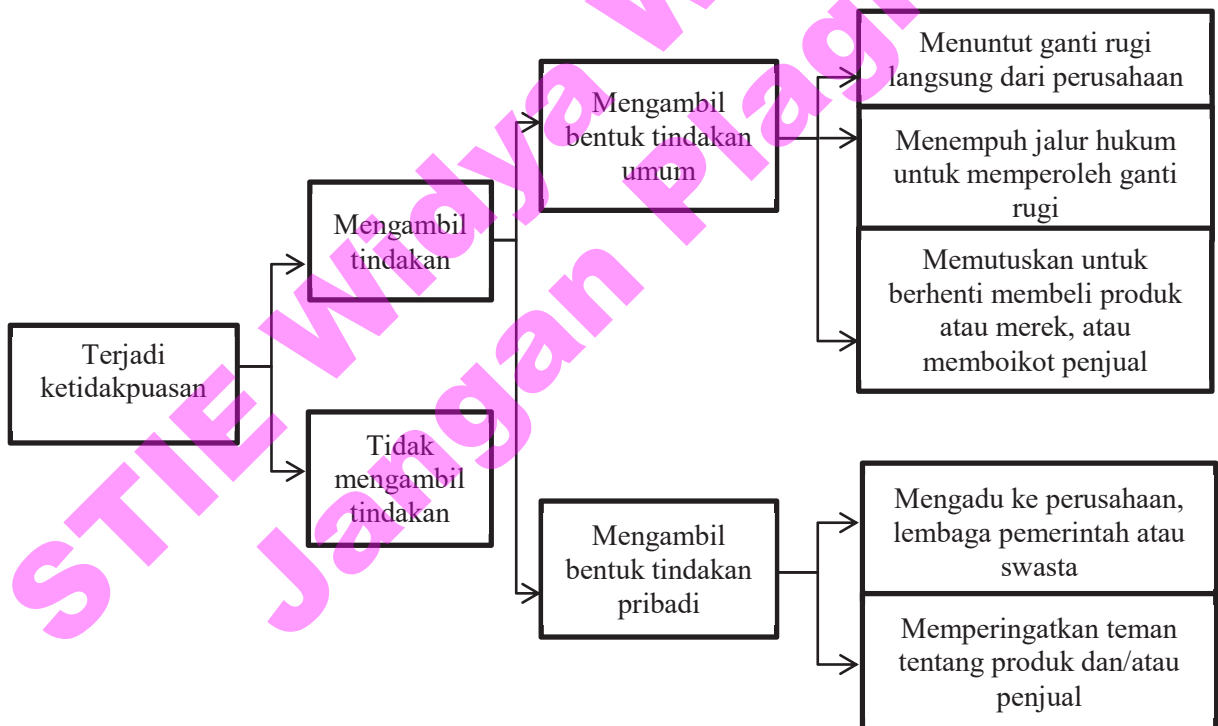 Terjadi
ketidakpuasan
Mengambil
tindakan
Tidak
mengambil
tindakan
Mengambil
bentuk tindakan
umum
Mengambil
bentuk tindakan
pribadi
Menuntut ganti rugi
langsung dari perusahaan
Menempuh jalur hukum
untuk memperoleh ganti
rugi
Memutuskan untuk
berhenti membeli produk
atau merek, atau
memboikot penjual
Mengadu ke perusahaan,
lembaga pemerintah atau
swasta
Memperingatkan teman
tentang produk dan/atau
penjual
STIE Widya
Jangan